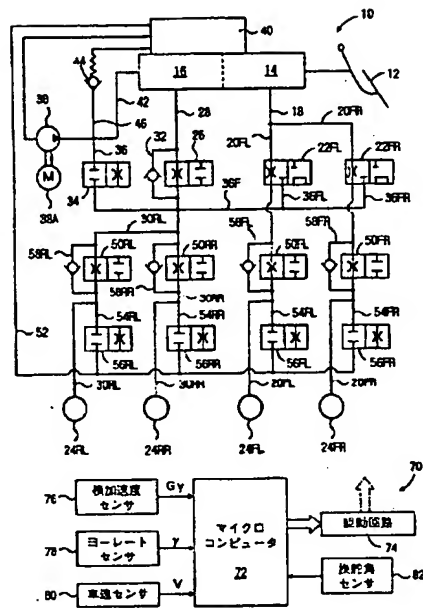 10
40
44
16
14
12
42
38
46
28
18
20FR
32
26
20FL
36
22FL
22FR
M
34
38A
36F
36FL
36FR
58RL
30RL
58FL
58FR
50RL
50RR
50FL
50FR
58RR
30RR
52
54RL
54RR
54FL
54FR
56RL
56RR
56FL
56FR
30RL
30RR
20FL
20FR
24RL
24RR
24FL
24FR
70
76
横加速度
センサ
Gy
78
ヨーレートセンサ
γ
80
車速センサ
V
マイクロ
コンピュータ
72
駆動回路
74
操舵角
センサ
82